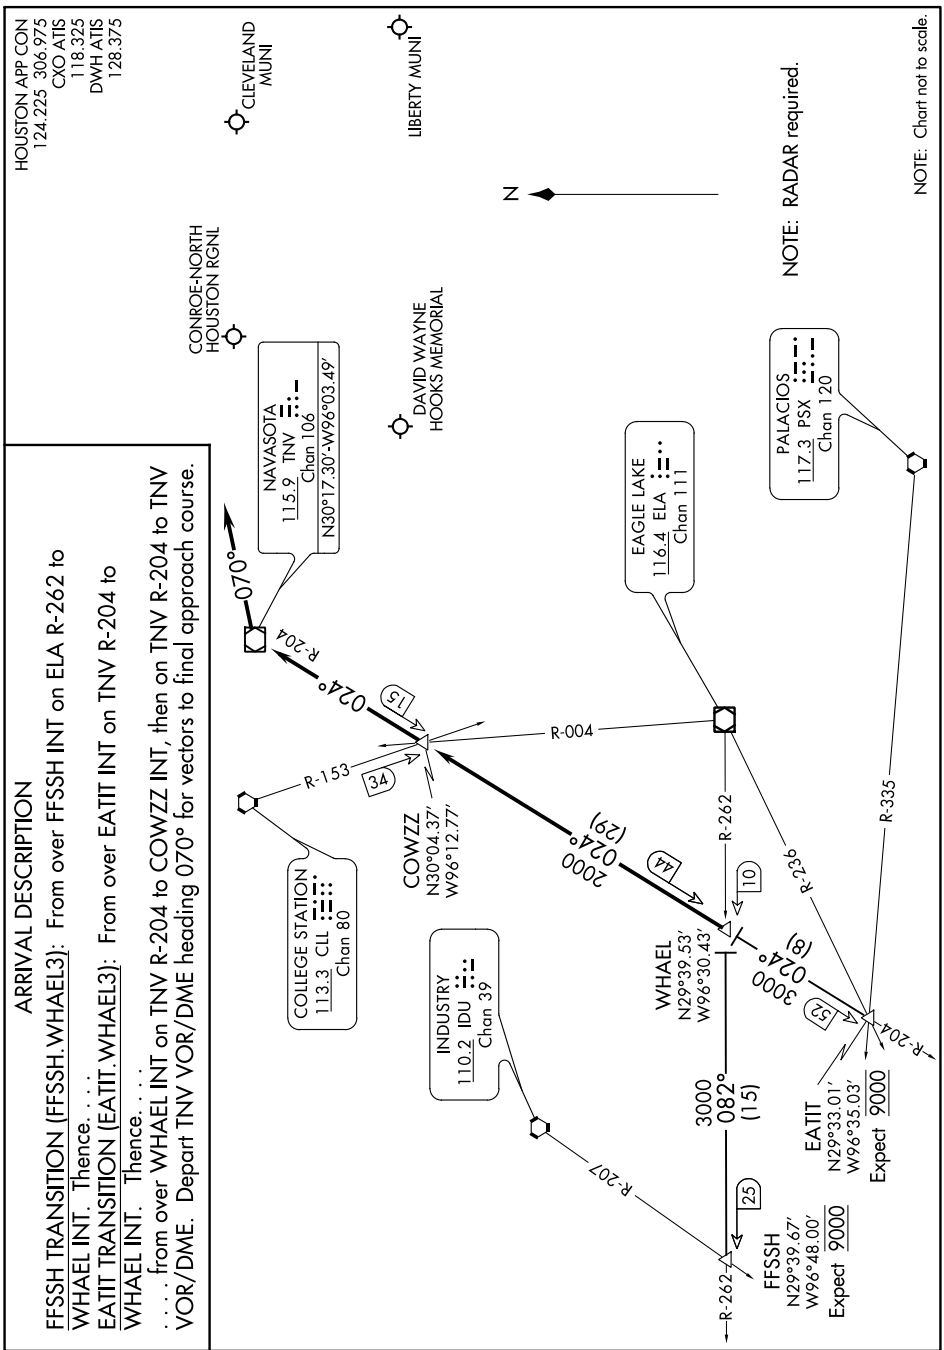 ARRIVAL DESCRIPTION
FFSSH TRANSITION (FFSSH.WHAEL3): From over FFSSH INT on ELA R-262 to
WHAEL INT. Thence. . . .
EATIT TRANSITION (EATIT.WHAEL3): From over EATIT INT on TNV R-204 to
WHAEL INT. Thence. . . .
. . . . from over WHAEL INT on TNV R-204 to COWZZ INT, then on TNV R-204 to TNV
VOR/DME. Depart TNV VOR/DME heading 070° for vectors to final approach course.
HOUSTON APP CON
124.225 306.975
CXO ATIS
118.325
DWH ATIS
128.375
CLEVELAND
MUNI
LIBERTY MUNI
CONROE-NORTH
HOUSTON RGNL
DAVID WAYNE
HOOKS MEMORIAL
N
NOTE: RADAR required.
NOTE: Chart not to scale.
NAVASOTA
115.9 TNV
Chan 106
N30°17.30'-W96°03.49'
070°
R-204
024°
15
COLLEGE STATION
113.3 CLL
Chan 80
R-153
34
COWZZ
N30°04.37'
W96°12.77'
R-004
EAGLE LAKE
116.4 ELA
Chan 111
2000
024°
(29)
44
R-262
10
R-236
PALACIOS
117.3 PSX
Chan 120
R-335
INDUSTRY
110.2 IDU
Chan 39
R-207
WHAEL
N29°39.53'
W96°30.43'
3000
024°
(8)
52
R-204
3000
082°
(15)
25
R-262
EATIT
N29°33.01'
W96°35.03'
Expect 9000
FFSSH
N29°39.67'
W96°48.00'
Expect 9000